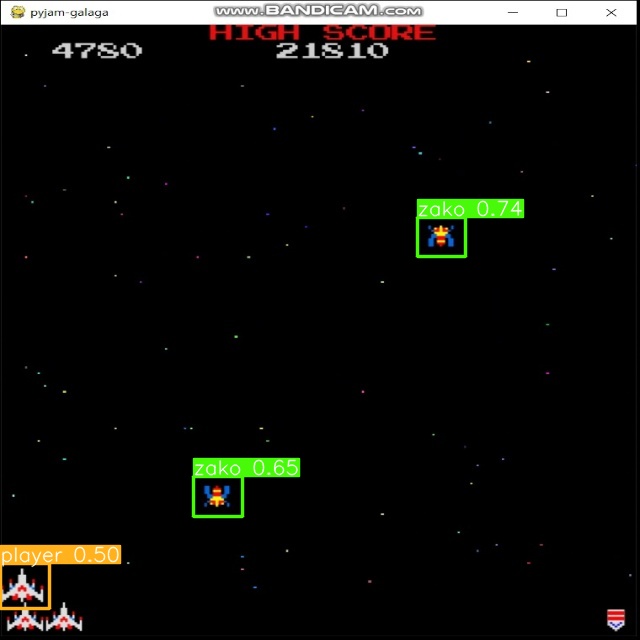 pyjam-galaga
www.BANDICAM.com
HIGH SCORE
4780 21810
zako 0.74
zako 0.65
player 0.50